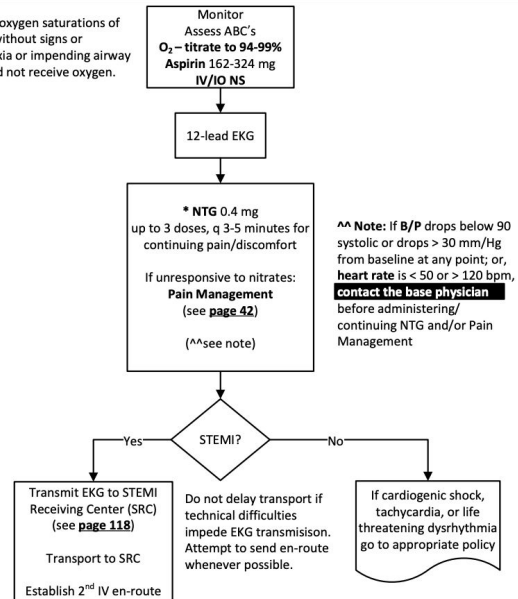 oxygen saturations of
without signs or
xia or impending airway
d not receive oxygen.
Monitor
Assess ABC's
O₂ – titrate to 94-99%
Aspirin 162-324 mg
IV/IO NS
12-lead EKG
* NTG 0.4 mg
up to 3 doses, q 3-5 minutes for
continuing pain/discomfort
If unresponsive to nitrates:
Pain Management
(see page 42)
(^^see note)
^^ Note: If B/P drops below 90
systolic or drops > 30 mm/Hg
from baseline at any point; or,
heart rate is < 50 or > 120 bpm,
contact the base physician
before administering/
continuing NTG and/or Pain
Management
STEMI?
Yes
No
Transmit EKG to STEMI
Receiving Center (SRC)
(see page 118)
Transport to SRC
Establish 2nd IV en-route
Do not delay transport if
technical difficulties
impede EKG transmisison.
Attempt to send en-route
whenever possible.
If cardiogenic shock,
tachycardia, or life
threatening dysrhythmia
go to appropriate policy